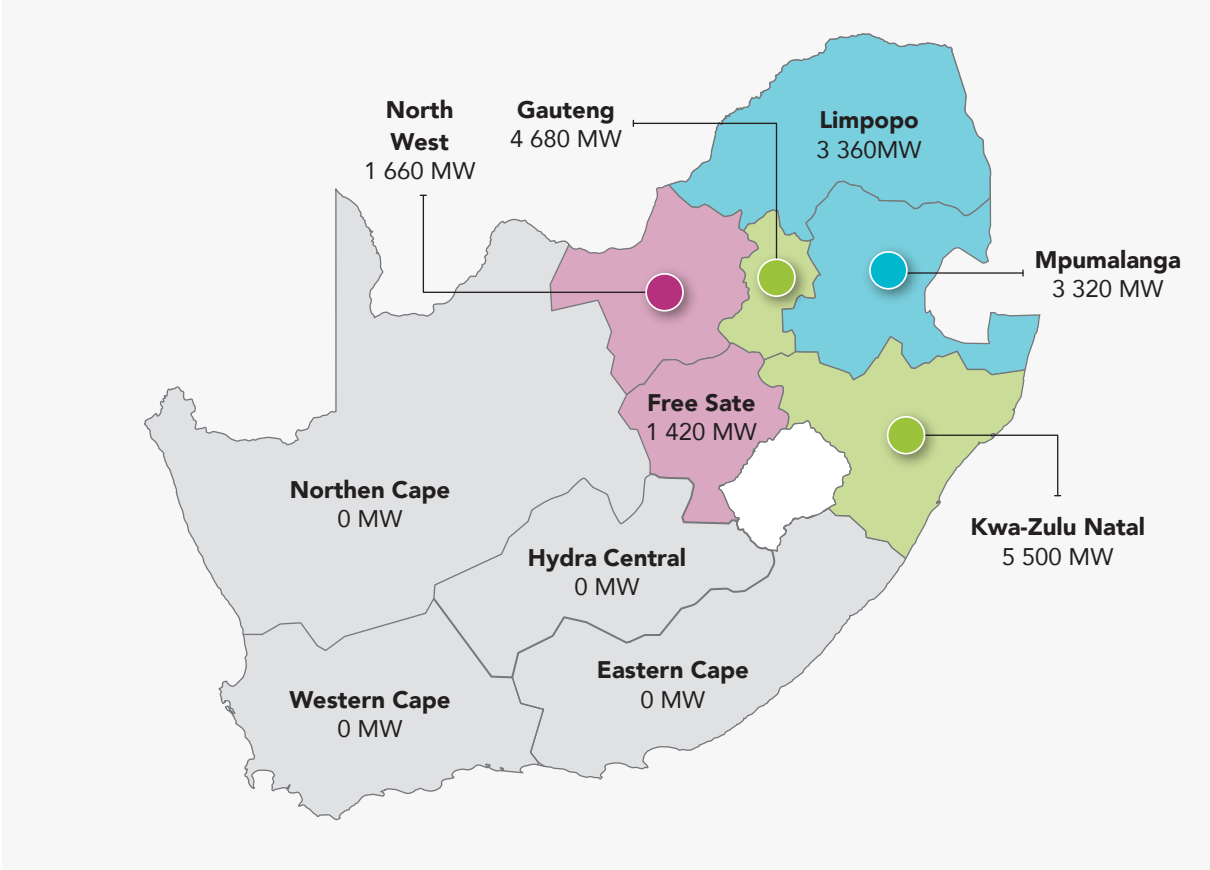 North
West
1 660 MW
Gauteng
4 680 MW
Limpopo
3 360MW
Mpumalanga
3 320 MW
Free Sate
1 420 MW
Kwa-Zulu Natal
5 500 MW
Northen Cape
0 MW
Hydra Central
0 MW
Eastern Cape
0 MW
Western Cape
0 MW